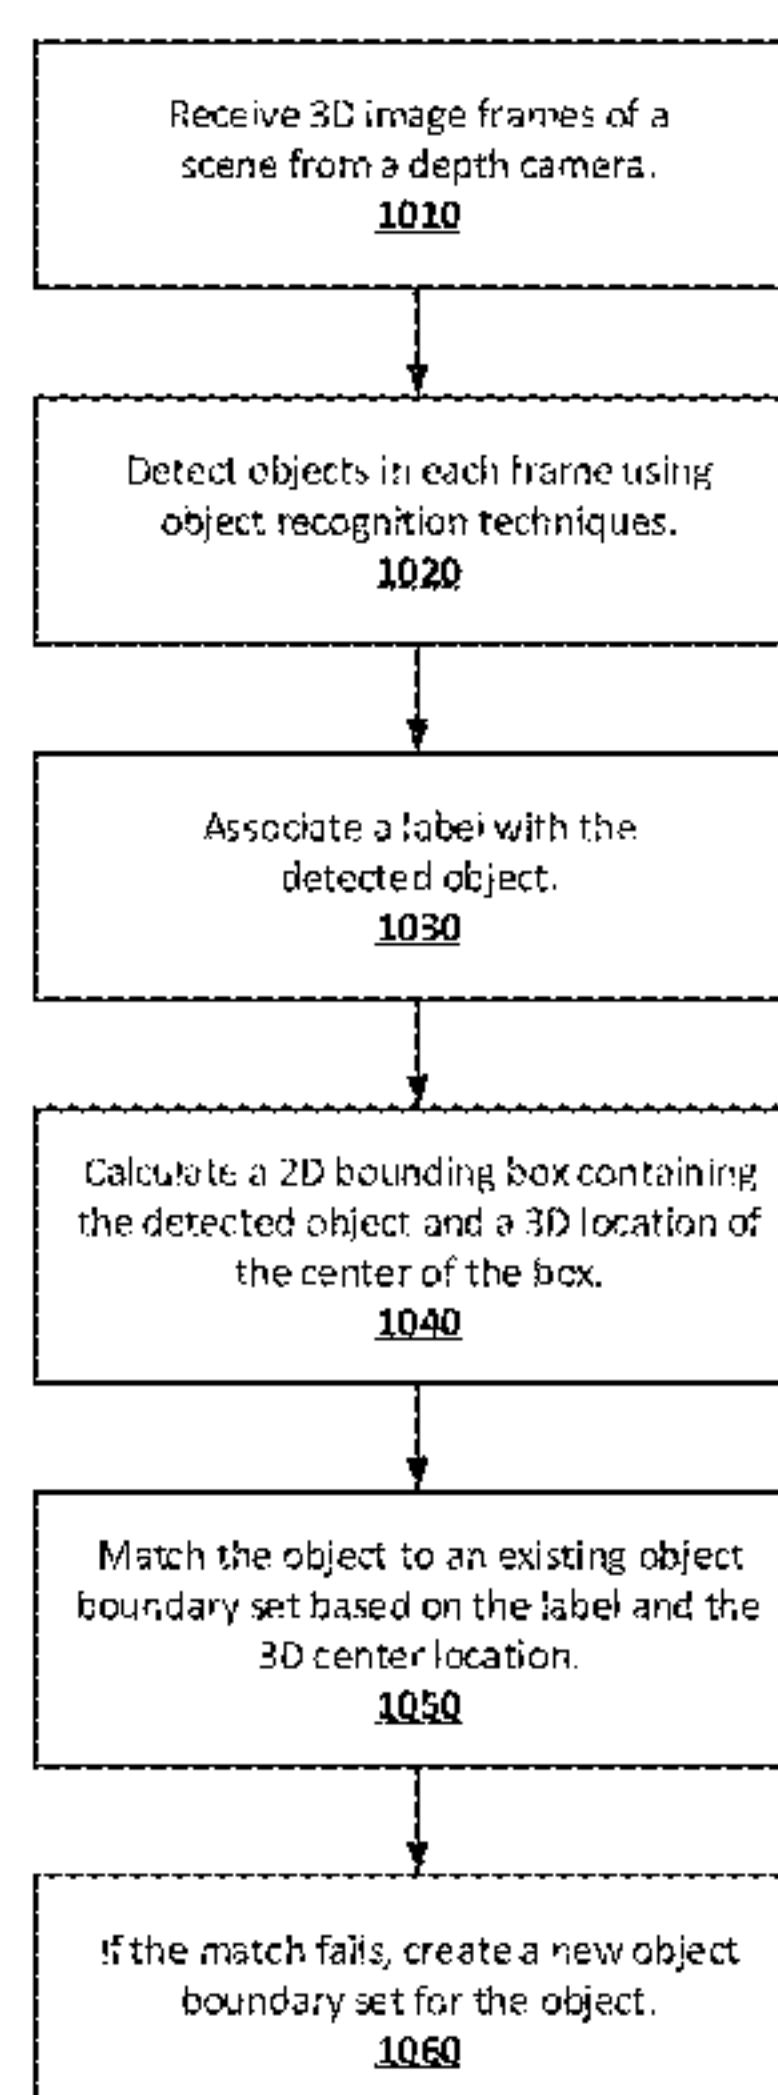 Receive 3D image frames of a
scene from a depth camera.
1010
Detect objects in each frame using
object recognition techniques.
1020
Associate a label with the
detected object.
1030
Calculate a 2D bounding box containing
the detected object and a 3D location of
the center of the box.
1040
Match the object to an existing object
boundary set based on the label and the
3D center location.
1050
If the match fails, create a new object
boundary set for the object.
1060